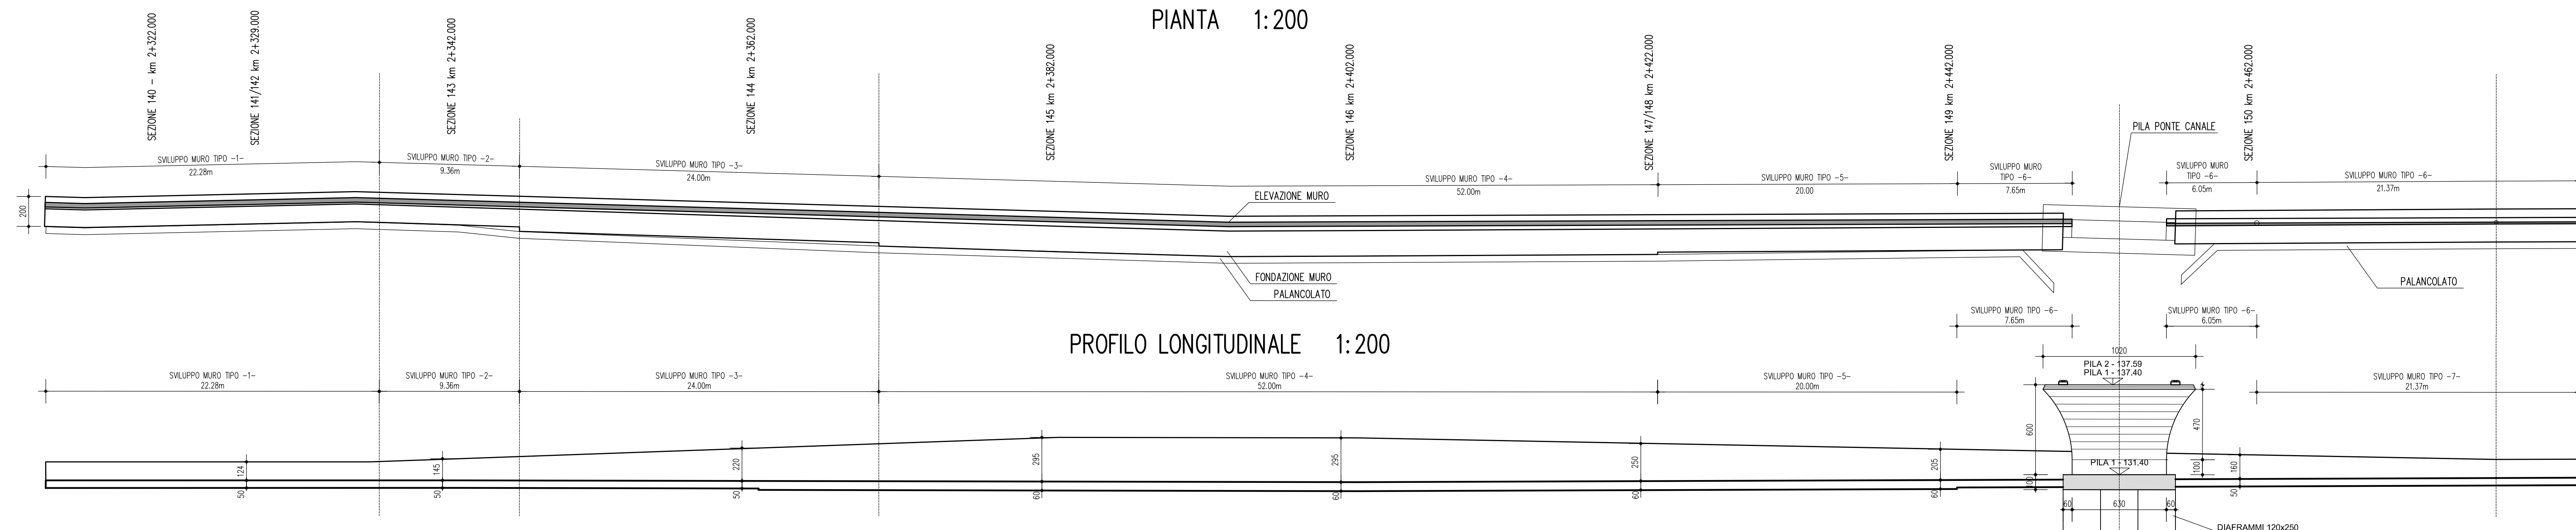 PIANTA 1:200
SEZIONE 140 - km 2+322.000
SEZIONE 141/142 km 2+329.000
SEZIONE 143 km 2+342.000
SEZIONE 144 km 2+362.000
SEZIONE 145 km 2+382.000
SEZIONE 146 km 2+402.000
SEZIONE 147/148 km 2+422.000
SEZIONE 149 km 2+442.000
SEZIONE 150 km 2+462.000
PILA PONTE CANALE
SVILUPPO MURO TIPO -1-
22.28m
SVILUPPO MURO TIPO -2-
9.36m
SVILUPPO MURO TIPO -3-
24.00m
SVILUPPO MURO TIPO -4-
52.00m
SVILUPPO MURO TIPO -5-
20.00
SVILUPPO MURO
TIPO -6-
7.65m
SVILUPPO MURO
TIPO -6-
6.05m
SVILUPPO MURO TIPO -6-
21.37m
200
ELEVAZIONE MURO
FONDAZIONE MURO
PALANCOLATO
PALANCOLATO
PROFILO LONGITUDINALE 1:200
SVILUPPO MURO TIPO -6-
7.65m
SVILUPPO MURO TIPO -6-
6.05m
SVILUPPO MURO TIPO -1-
22.28m
SVILUPPO MURO TIPO -2-
9.36m
SVILUPPO MURO TIPO -3-
24.00m
SVILUPPO MURO TIPO -4-
52.00m
SVILUPPO MURO TIPO -5-
20.00m
1020
PILA 2 - 137.59
PILA 1 - 137.40
SVILUPPO MURO TIPO -7-
21.37m
124
50
145
50
220
50
295
60
295
60
250
60
205
60
600
100
470
100
PILA 1 - 131.40
160
50
60
630
60
DIAFRAMMI 120x250